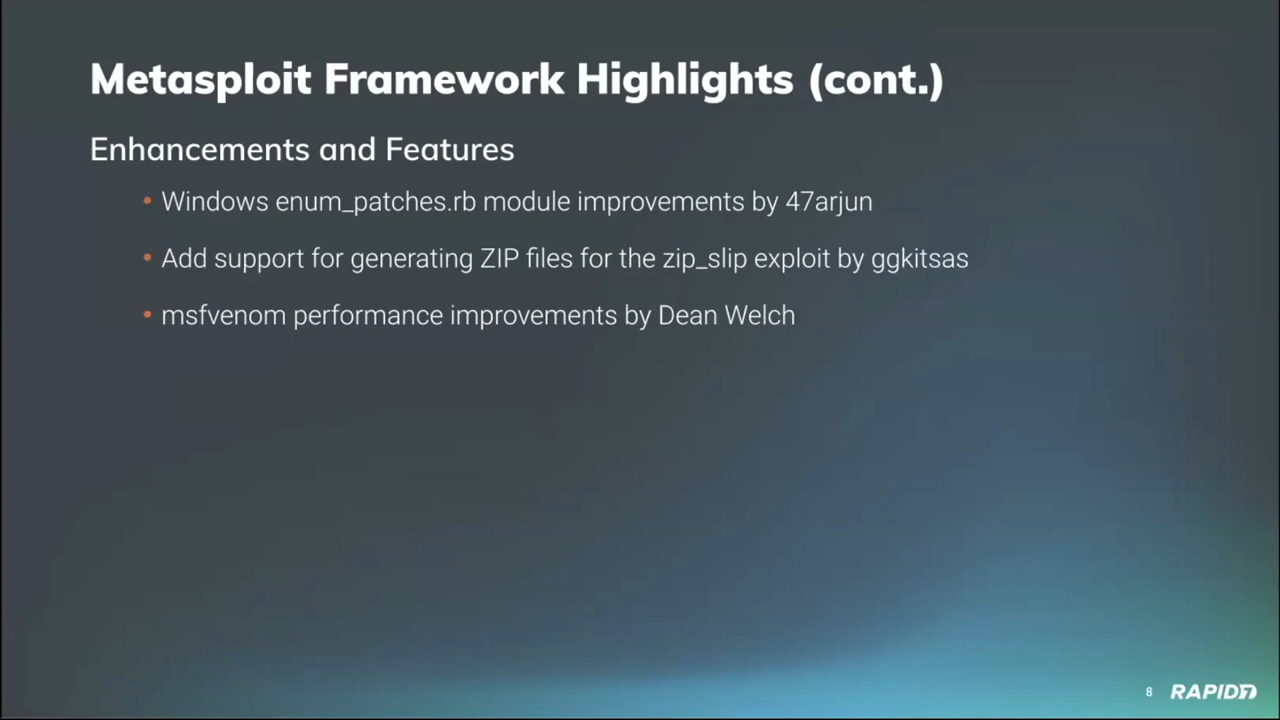 Metasploit Framework Highlights (cont.)
Enhancements and Features
• Windows enum_patches.rb module improvements by 47arjun
• Add support for generating ZIP files for the zip_slip exploit by ggkitsas
• msfvenom performance improvements by Dean Welch
8 RAPID7